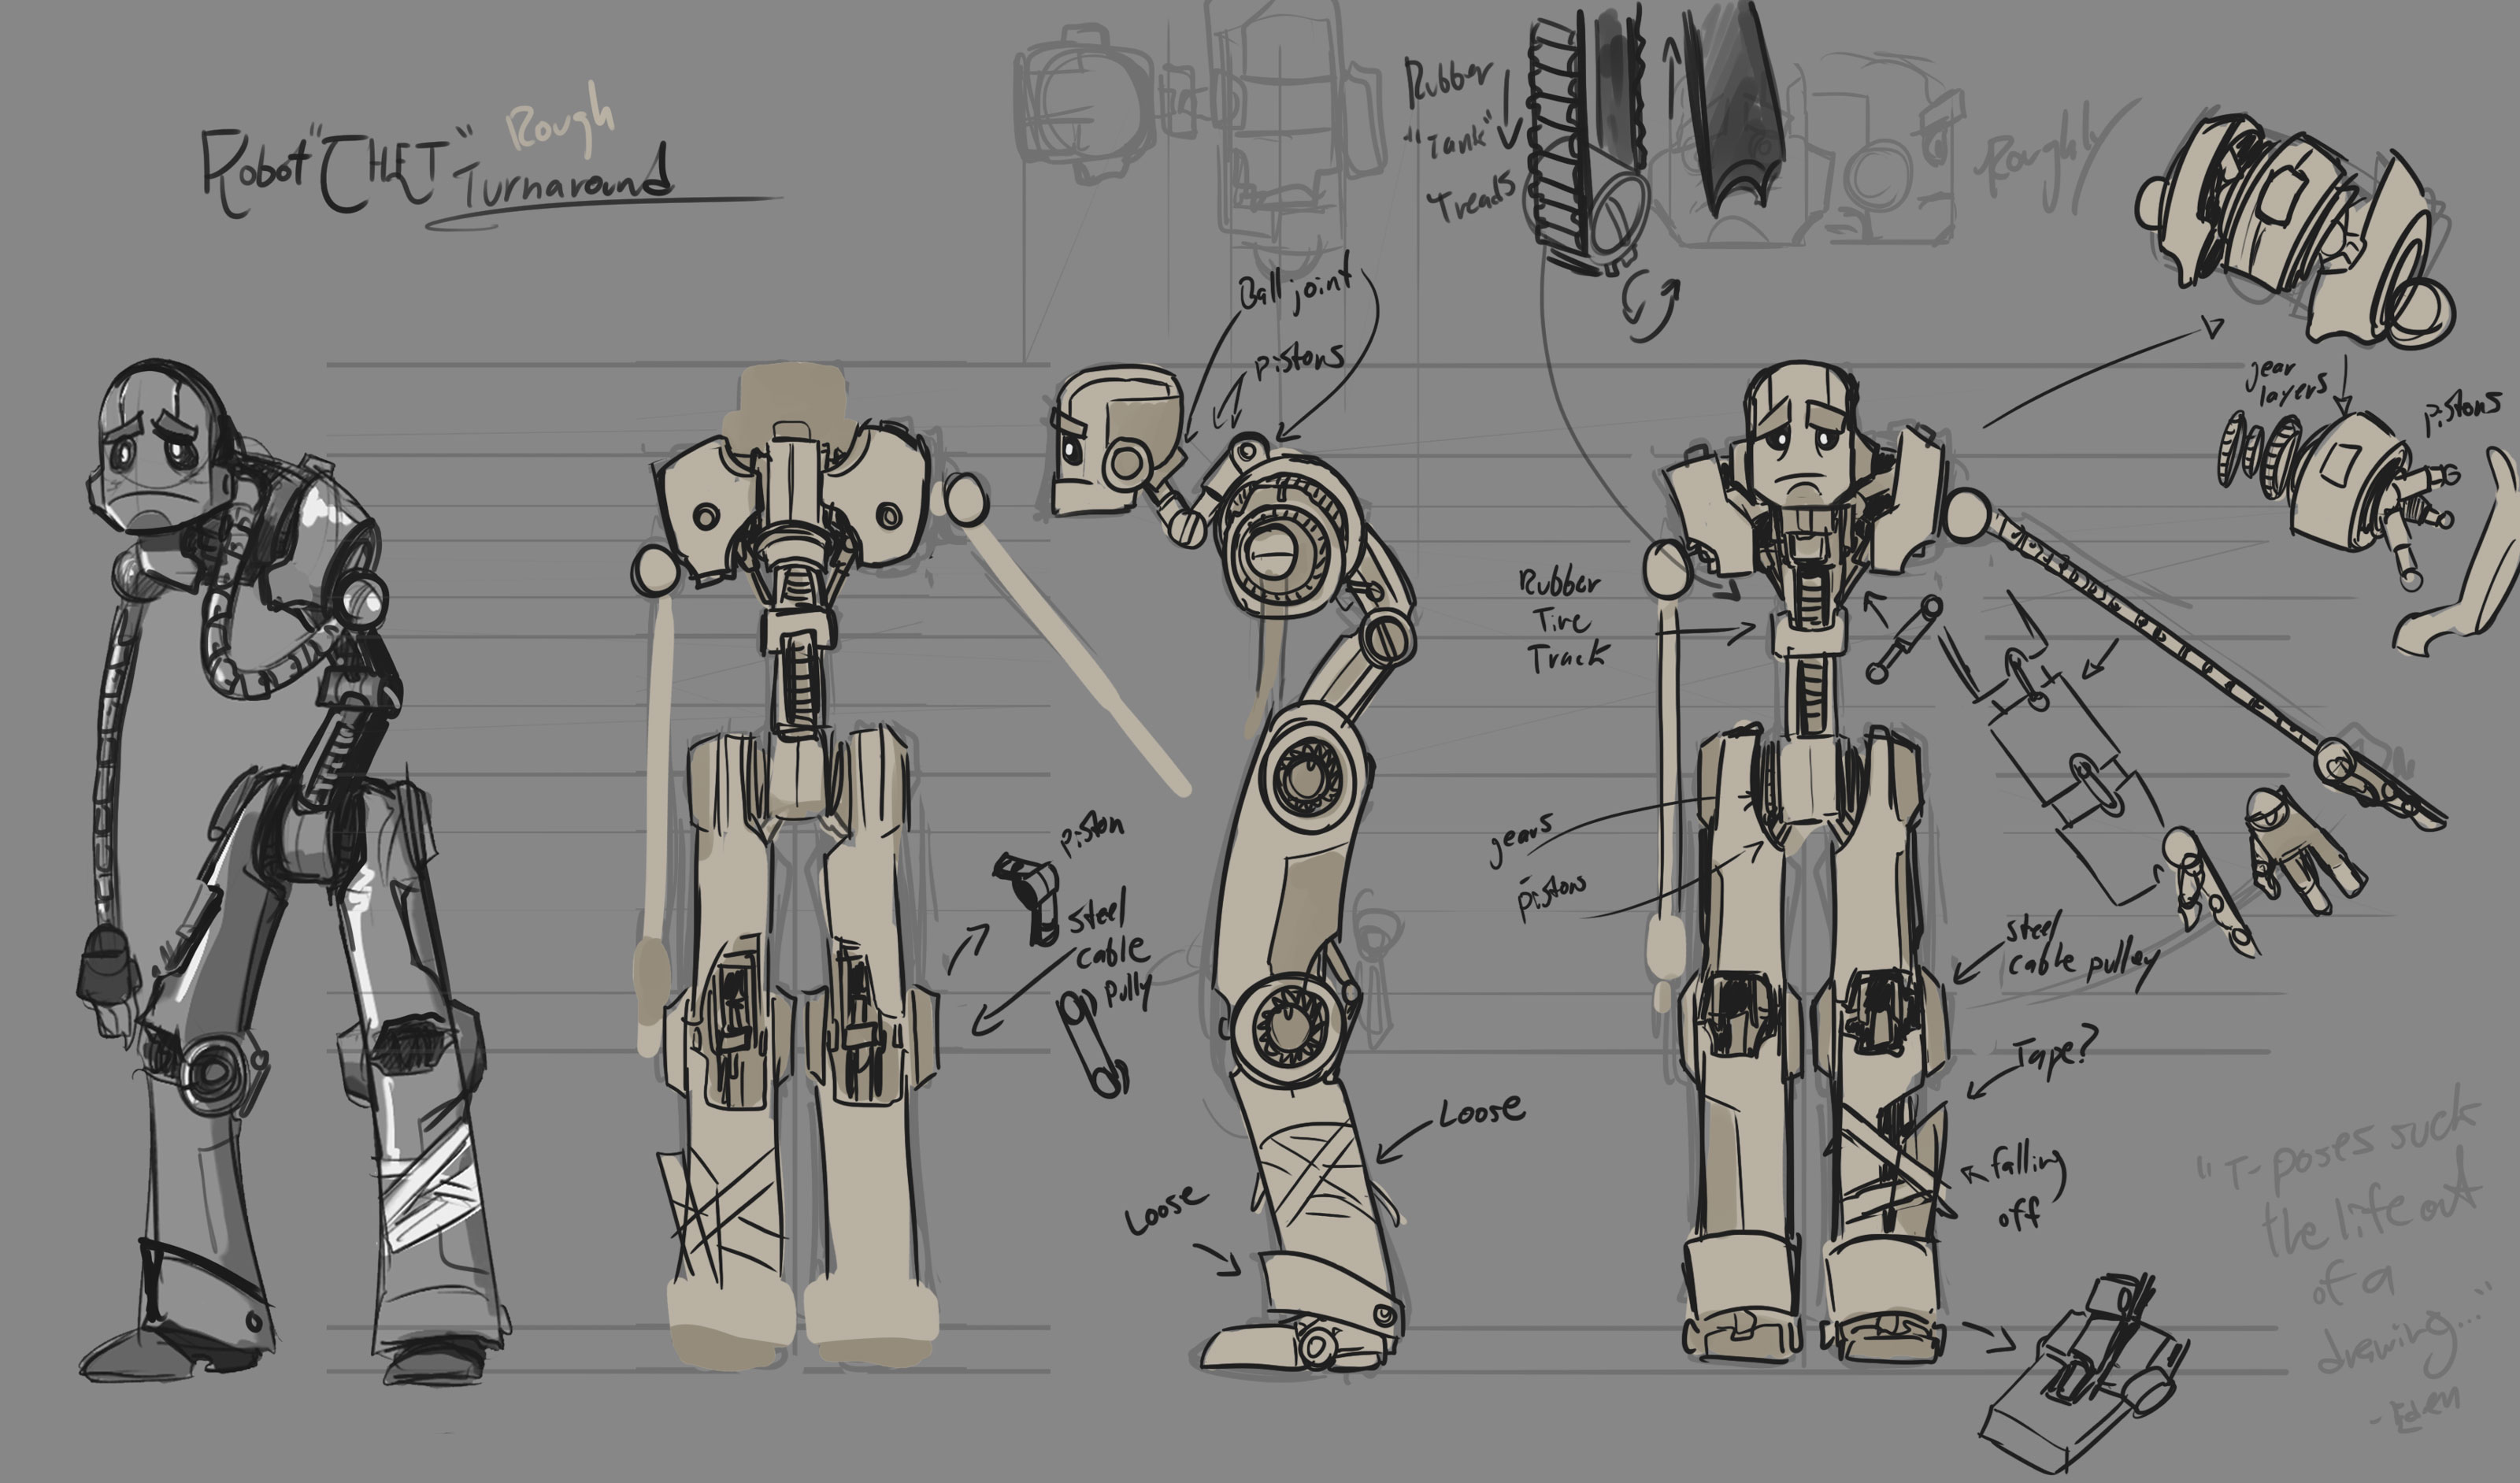 Rough
Robot "CHET"
Turnaround
Rubber
"Tank"
Treads
Roughly
Ball joint
pistons
gear
layers
pistons
Rubber
Tire
Track
gears
pistons
piston
steel
cable
pully
steel
cable pulley
Tape?
Loose
Loose
falling
off
"T-poses suck
the life out
of a
drawing..."
- Eden